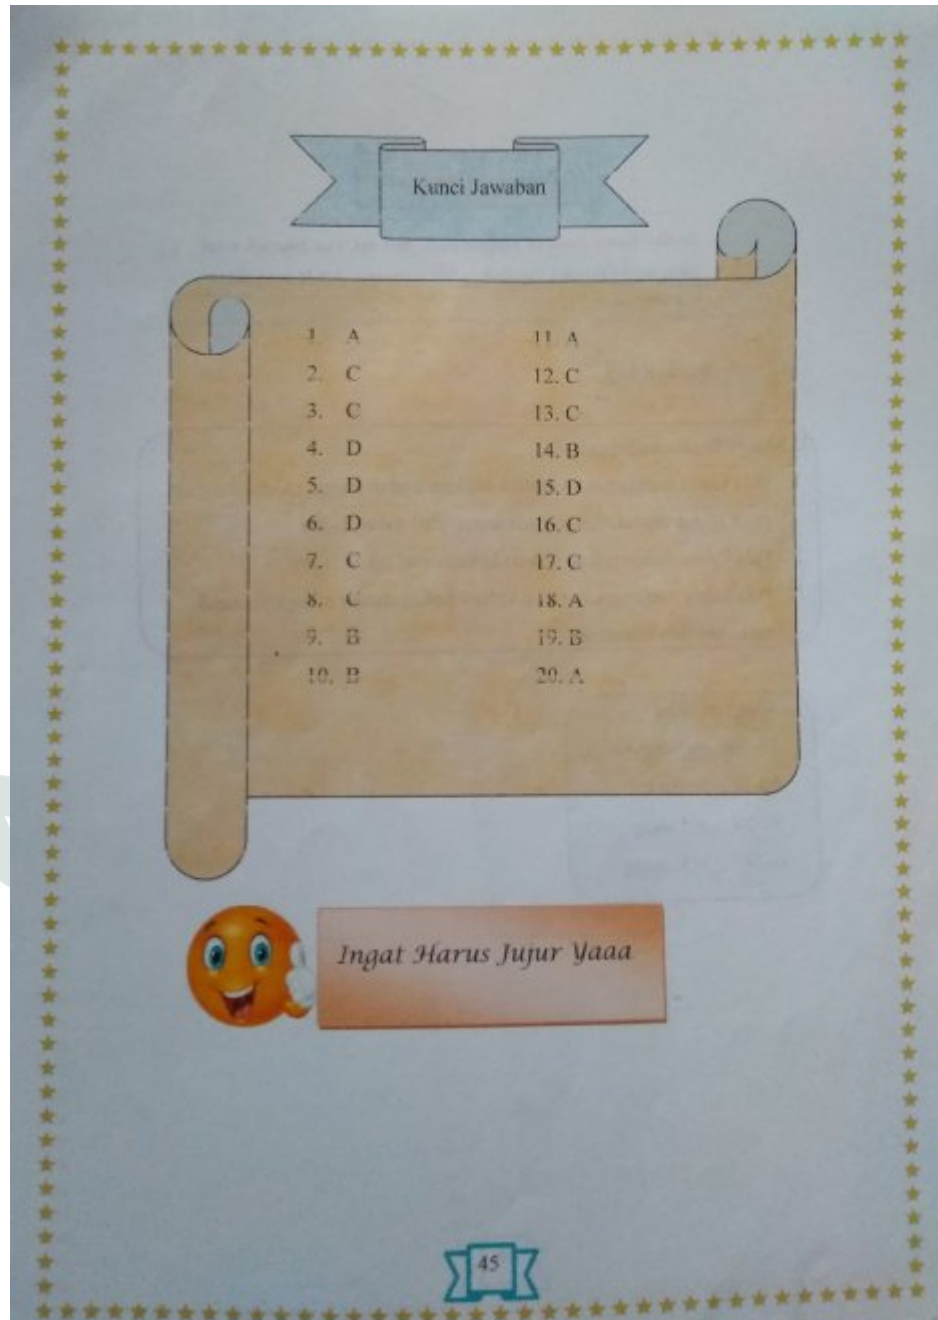 Kunci Jawaban
1. A
2. C
3. C
4. D
5. D
6. D
7. C
8. C
9. B
10. B
11. A
12. C
13. C
14. B
15. D
16. C
17. C
18. A
19. B
20. A
Ingat Harus Jujur Yaaa
45